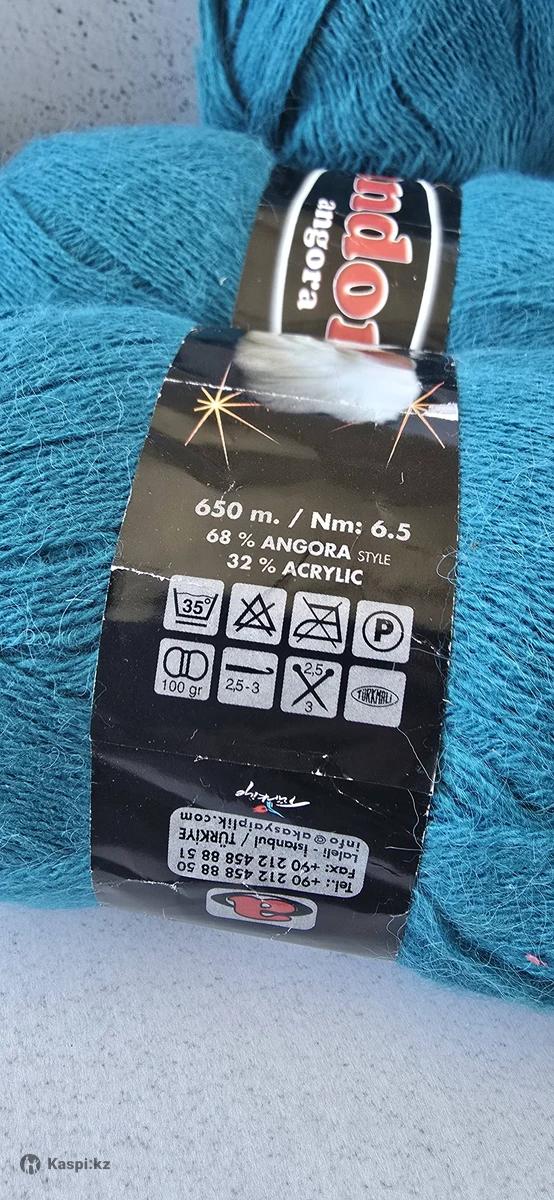 angora
650 m. / Nm: 6.5
68 % ANGORA STYLE
32 % ACRYLIC
35°
P
100 gr
2,5-3
2,5
3
TÜRKMALI
Türkiye
Tel.: +90 212 458 88 50
Fax: +90 212 458 88 51
Laleli - İstanbul / TÜRKİYE
info@akasyaiplik.com
Kaspi.kz